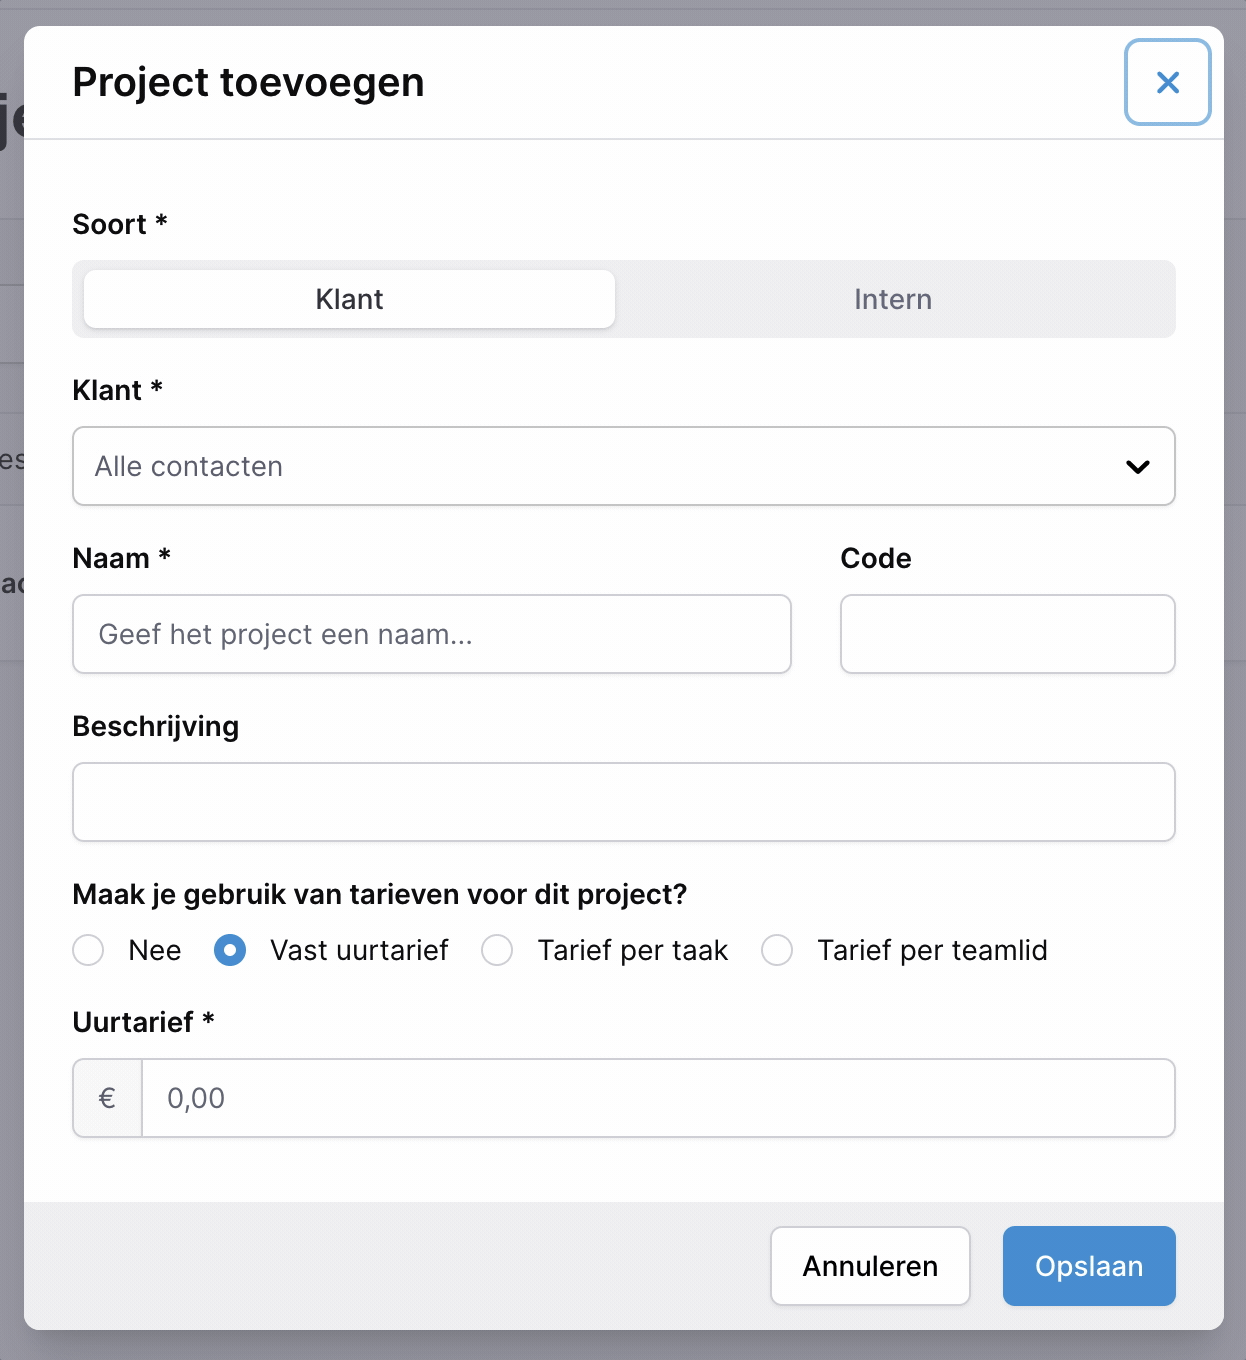 Project toevoegen
Soort *
Klant Intern
Klant *
Alle contacten
Naam * Code
Geef het project een naam...
Beschrijving
Maak je gebruik van tarieven voor dit project?
Nee Vast uurtarief Tarief per taak Tarief per teamlid
Uurtarief *
€ 0,00
Annuleren Opslaan